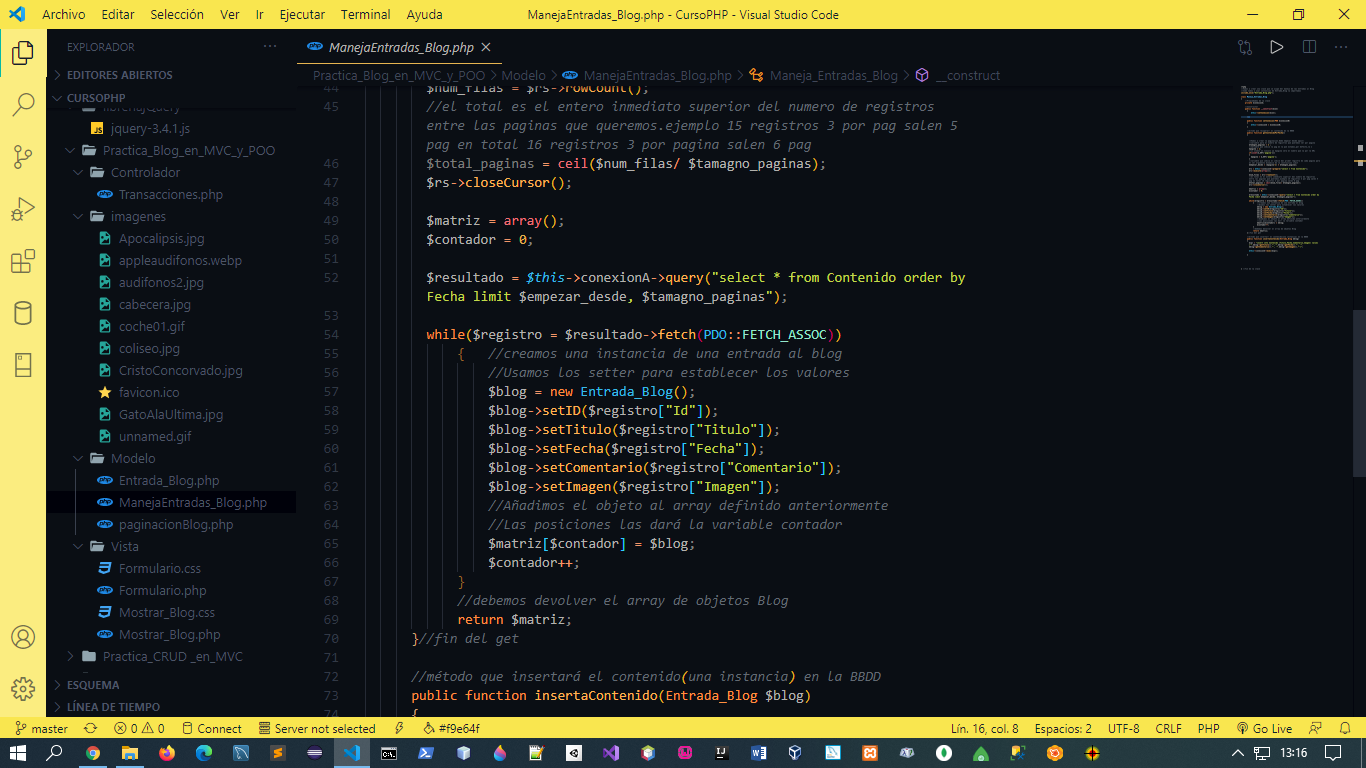 Archivo Editar Selección Ver Ir Ejecutar Terminal Ayuda
ManejaEntradas_Blog.php - CursoPHP - Visual Studio Code
EXPLORADOR
EDITORES ABIERTOS
CURSOPHP
libreriaJquery
jquery-3.4.1.js
Practica_Blog_en_MVC_y_POO
Controlador
Transacciones.php
imagenes
Apocalipsis.jpg
appleaudifonos.webp
audifonos2.jpg
cabecera.jpg
coche01.gif
coliseo.jpg
CristoConcorvado.jpg
favicon.ico
GatoAlaUltima.jpg
unnamed.gif
Modelo
Entrada_Blog.php
ManejaEntradas_Blog.php
paginacionBlog.php
Vista
Formulario.css
Formulario.php
Mostrar_Blog.css
Mostrar_Blog.php
Practica_CRUD _en_MVC
ESQUEMA
LÍNEA DE TIEMPO
ManejaEntradas_Blog.php
Practica_Blog_en_MVC_y_POO > Modelo > ManejaEntradas_Blog.php > Maneja_Entradas_Blog > __construct
44 $num_filas = $rs->rowCount();
45 //el total es el entero inmediato superior del numero de registros
entre las paginas que queremos.ejemplo 15 registros 3 por pag salen 5
pag en total 16 registros 3 por pagina salen 6 pag
46 $total_paginas = ceil($num_filas/ $tamagno_paginas);
47 $rs->closeCursor();
48
49 $matriz = array();
50 $contador = 0;
51
52 $resultado = $this->conexionA->query("select * from Contenido order by
Fecha limit $empezar_desde, $tamagno_paginas");
53
54 while($registro = $resultado->fetch(PDO::FETCH_ASSOC))
55 { //creamos una instancia de una entrada al blog
56 //Usamos los setter para establecer los valores
57 $blog = new Entrada_Blog();
58 $blog->setID($registro["Id"]);
59 $blog->setTitulo($registro["Titulo"]);
60 $blog->setFecha($registro["Fecha"]);
61 $blog->setComentario($registro["Comentario"]);
62 $blog->setImagen($registro["Imagen"]);
63 //Añadimos el objeto al array definido anteriormente
64 //Las posiciones las dará la variable contador
65 $matriz[$contador] = $blog;
66 $contador++;
67 }
68 //debemos devolver el array de objetos Blog
69 return $matriz;
70 }//fin del get
71
72 //método que insertará el contenido(una instancia) en la BBDD
73 public function insertaContenido(Entrada_Blog $blog)
74 {
master 0 0 Connect Server not selected #f9e64f
Lín. 16, col. 8 Espacios: 2 UTF-8 CRLF PHP Go Live
13:16